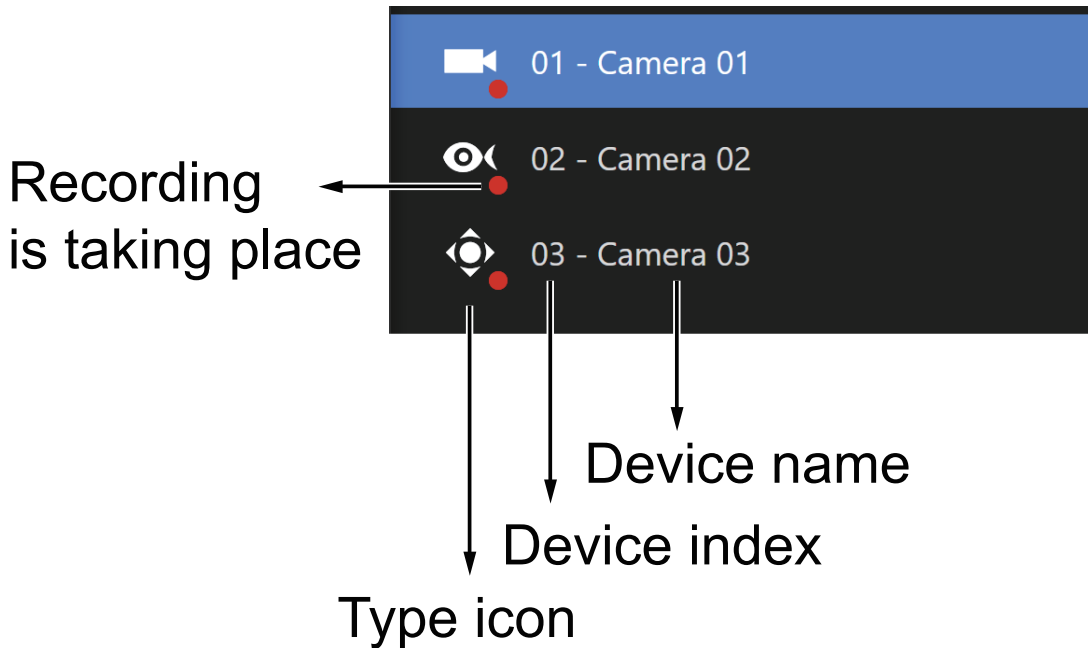 01 - Camera 01
02 - Camera 02
Recording
is taking place
03 - Camera 03
Device name
Device index
Type icon